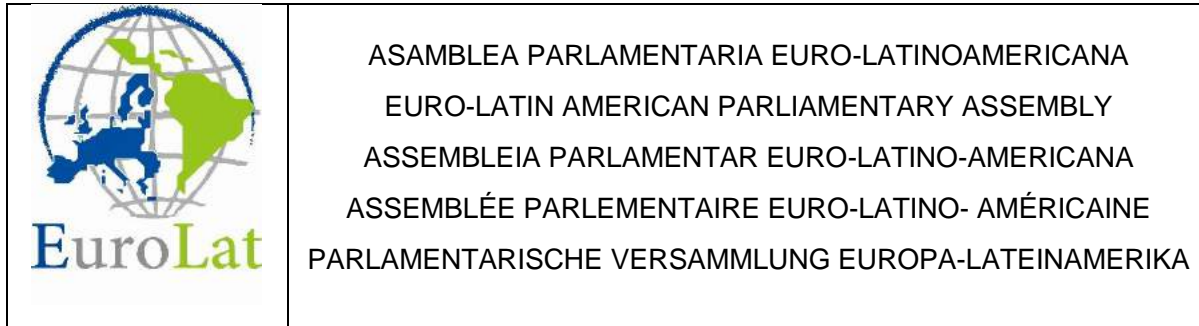 EuroLat
ASAMBLEA PARLAMENTARIA EURO-LATINOAMERICANA
EURO-LATIN AMERICAN PARLIAMENTARY ASSEMBLY
ASSEMBLEIA PARLAMENTAR EURO-LATINO-AMERICANA
ASSEMBLÉE PARLEMENTAIRE EURO-LATINO- AMÉRICAINE
PARLAMENTARISCHE VERSAMMLUNG EUROPA-LATEINAMERIKA